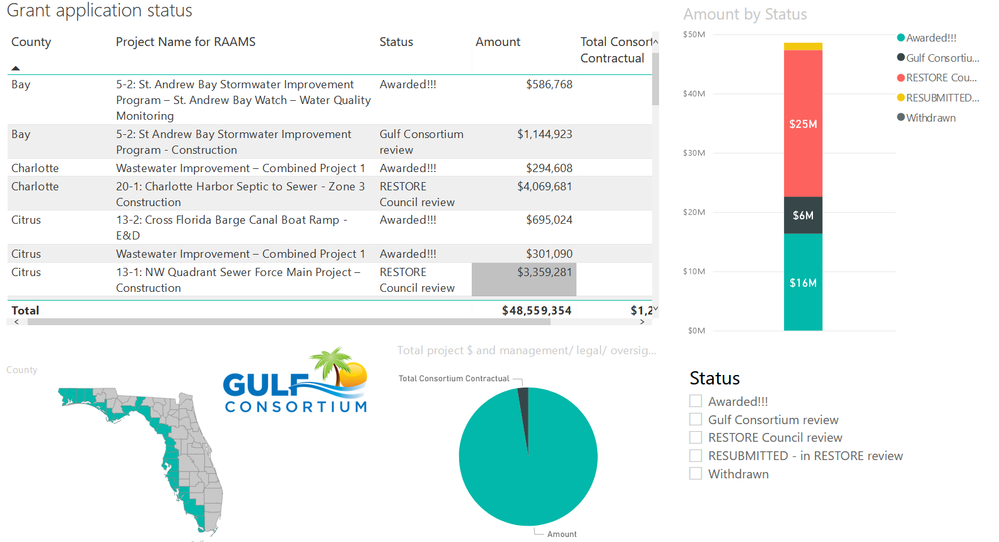 Grant application status
County
Project Name for RAAMS
Status
Amount
Total Consort
Contractual
Bay
5-2: St. Andrew Bay Stormwater Improvement
Program – St. Andrew Bay Watch – Water Quality
Monitoring
Awarded!!!
$586,768
Bay
5-2: St Andrew Bay Stormwater Improvement
Program - Construction
Gulf Consortium
review
$1,144,923
Charlotte
Wastewater Improvement – Combined Project 1
Awarded!!!
$294,608
Charlotte
20-1: Charlotte Harbor Septic to Sewer - Zone 3
Construction
RESTORE
Council review
$4,069,681
Citrus
13-2: Cross Florida Barge Canal Boat Ramp -
E&D
Awarded!!!
$695,024
Citrus
Wastewater Improvement – Combined Project 1
Awarded!!!
$301,090
Citrus
13-1: NW Quadrant Sewer Force Main Project –
Construction
RESTORE
Council review
$3,359,281
Total
$48,559,354
$1,2
Amount by Status
$50M
$40M
$30M
$20M
$10M
$0M
$25M
$6M
$16M
Awarded!!!
Gulf Consortiu...
RESTORE Cou...
RESUBMITTED...
Withdrawn
County
GULF
CONSORTIUM
Total project $ and management/ legal/ oversig...
Total Consortium Contractual
Amount
Status
Awarded!!!
Gulf Consortium review
RESTORE Council review
RESUBMITTED - in RESTORE review
Withdrawn